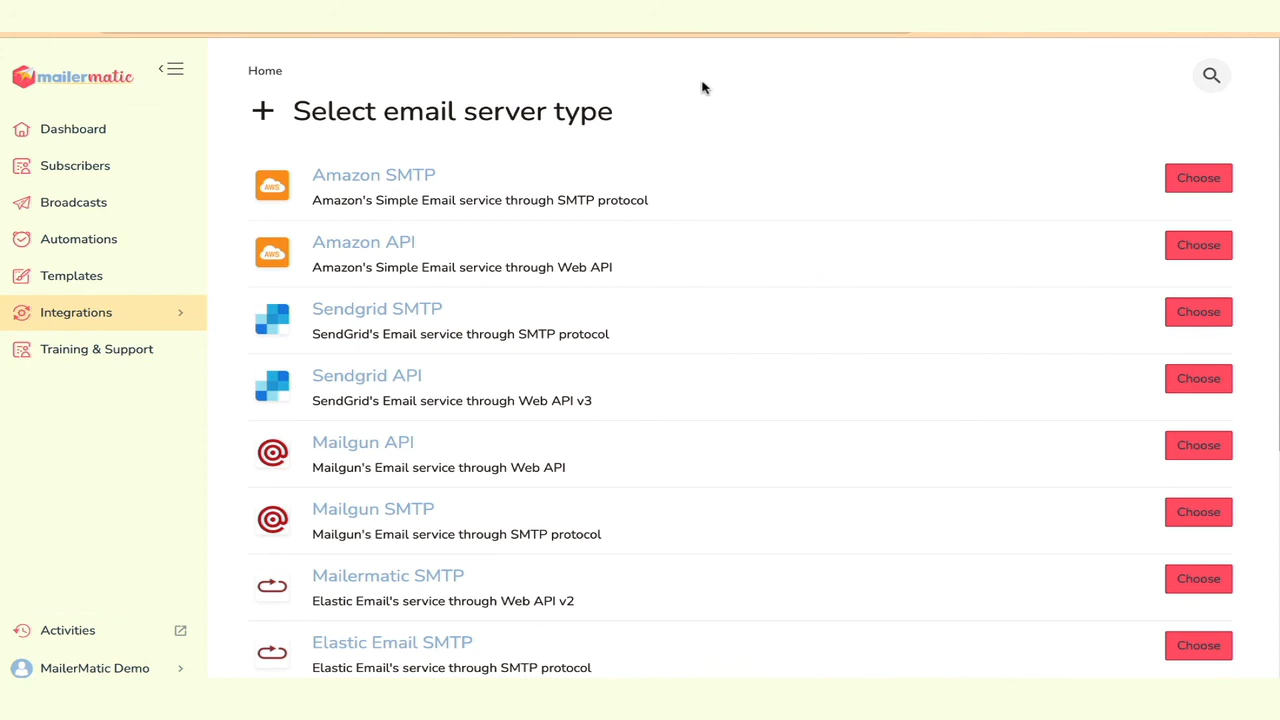 mailermatic
Dashboard
Subscribers
Broadcasts
Automations
Templates
Integrations
Training & Support
Activities
MailerMatic Demo
Home
+ Select email server type
AWS
Amazon SMTP
Amazon's Simple Email service through SMTP protocol
Choose
AWS
Amazon API
Amazon's Simple Email service through Web API
Choose
Sendgrid SMTP
SendGrid's Email service through SMTP protocol
Choose
Sendgrid API
SendGrid's Email service through Web API v3
Choose
Mailgun API
Mailgun's Email service through Web API
Choose
Mailgun SMTP
Mailgun's Email service through SMTP protocol
Choose
Mailermatic SMTP
Elastic Email's service through Web API v2
Choose
Elastic Email SMTP
Elastic Email's service through SMTP protocol
Choose